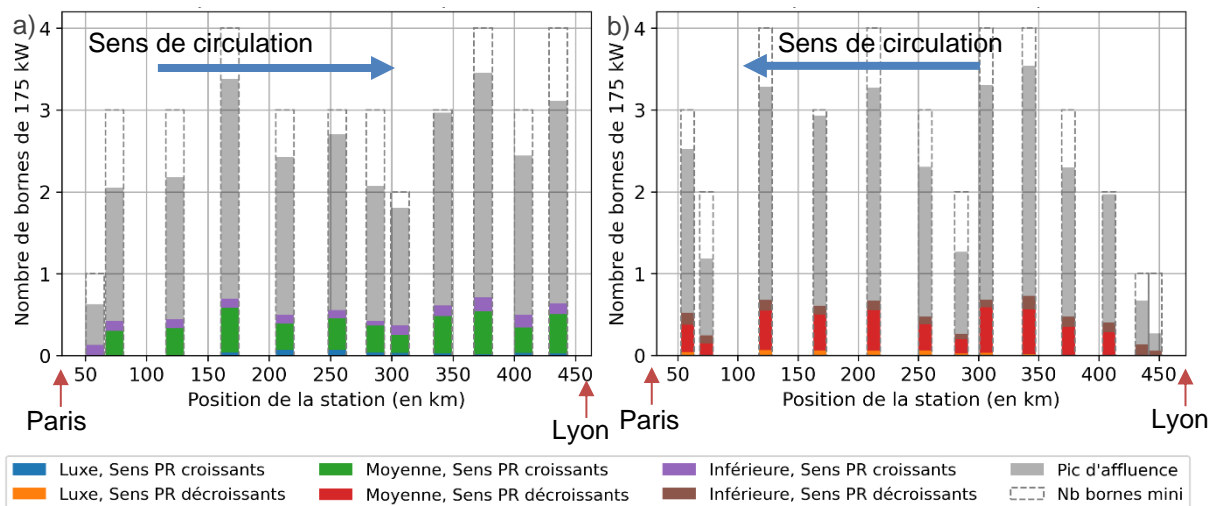 a)
Sens de circulation
Nombre de bornes de 175 kW
4
3
2
1
0
50 100 150 200 250 300 350 400 450
Position de la station (en km)
Paris
Lyon
b)
Sens de circulation
Nombre de bornes de 175 kW
4
3
2
1
0
50 100 150 200 250 300 350 400 450
Position de la station (en km)
Paris
Lyon
Luxe, Sens PR croissants
Moyenne, Sens PR croissants
Inférieure, Sens PR croissants
Pic d'affluence
Luxe, Sens PR décroissants
Moyenne, Sens PR décroissants
Inférieure, Sens PR décroissants
Nb bornes mini